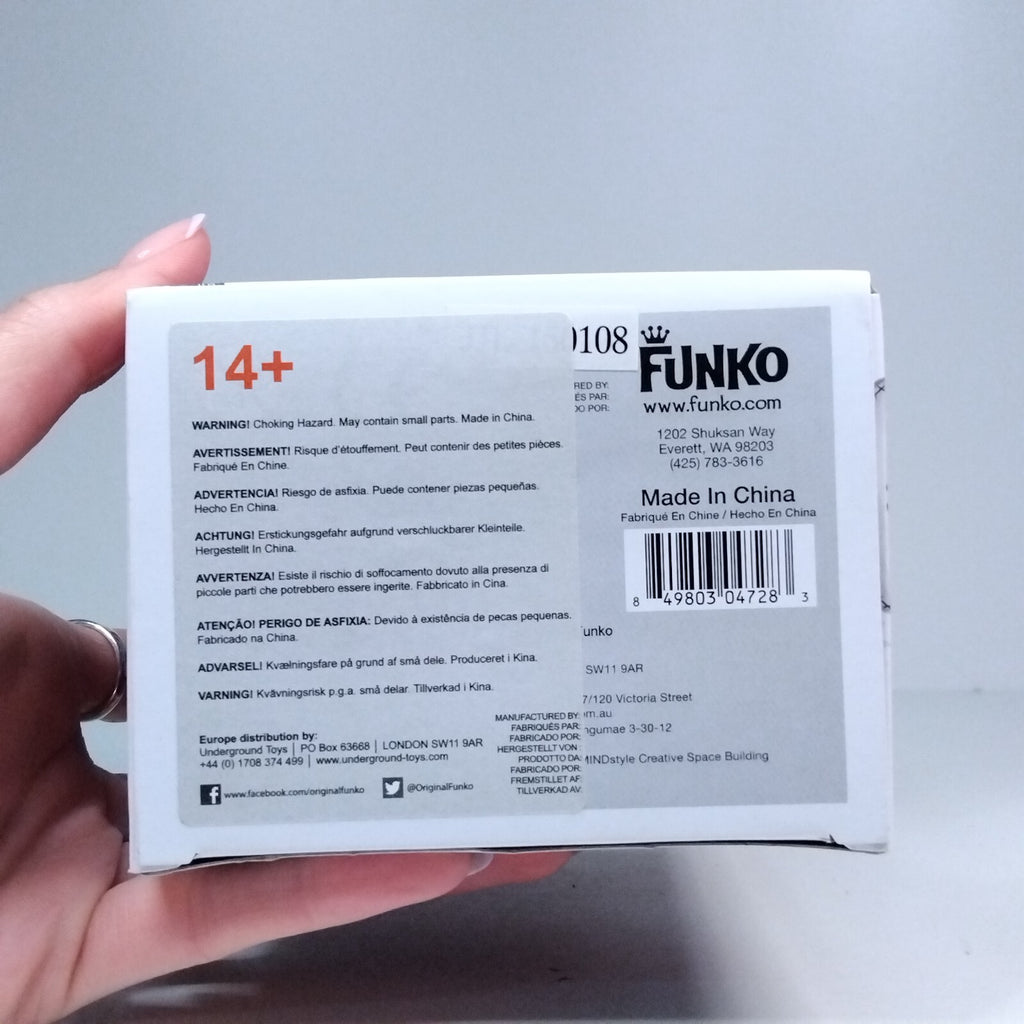 14+
WARNING! Choking Hazard. May contain small parts. Made in China.
AVERTISSEMENT! Risque d'étouffement. Peut contenir des petites pièces.
Fabriqué En Chine.
ADVERTENCIA! Riesgo de asfixia. Puede contener piezas pequeñas.
Hecho En China.
ACHTUNG! Erstickungsgefahr aufgrund verschluckbarer Kleinteile.
Hergestellt In China.
AVVERTENZA! Esiste il rischio di soffocamento dovuto alla presenza di
piccole parti che potrebbero essere ingerite. Fabbricato in Cina.
ATENÇÃO! PERIGO DE ASFIXIA: Devido à existência de pecas pequenas.
Fabricado na China.
ADVARSEL! Kvælningsfare på grund af små dele. Produceret i Kina.
VARNING! Kvävningsrisk p.g.a. små delar. Tillverkad i Kina.
Europe distribution by:
Underground Toys | PO Box 63668 | LONDON SW11 9AR
+44 (0) 1708 374 499 | www.underground-toys.com
www.facebook.com/originalfunko @OriginalFunko
MANUFACTURED BY:
FABRIQUÉS PAR:
FABRICADO POR:
HERGESTELLT VON:
PRODOTTO DA:
FABRICADO POR:
FREMSTILLET AF:
TILLVERKAD AV:
0108
RED BY:
ÉS PAR:
DO POR:
FUNKO
www.funko.com
1202 Shuksan Way
Everett, WA 98203
(425) 783-3616
Made In China
Fabriqué En Chine / Hecho En China
8 49803 04728 3
unko
SW11 9AR
7/120 Victoria Street
m.au
ngumae 3-30-12
MINDstyle Creative Space Building